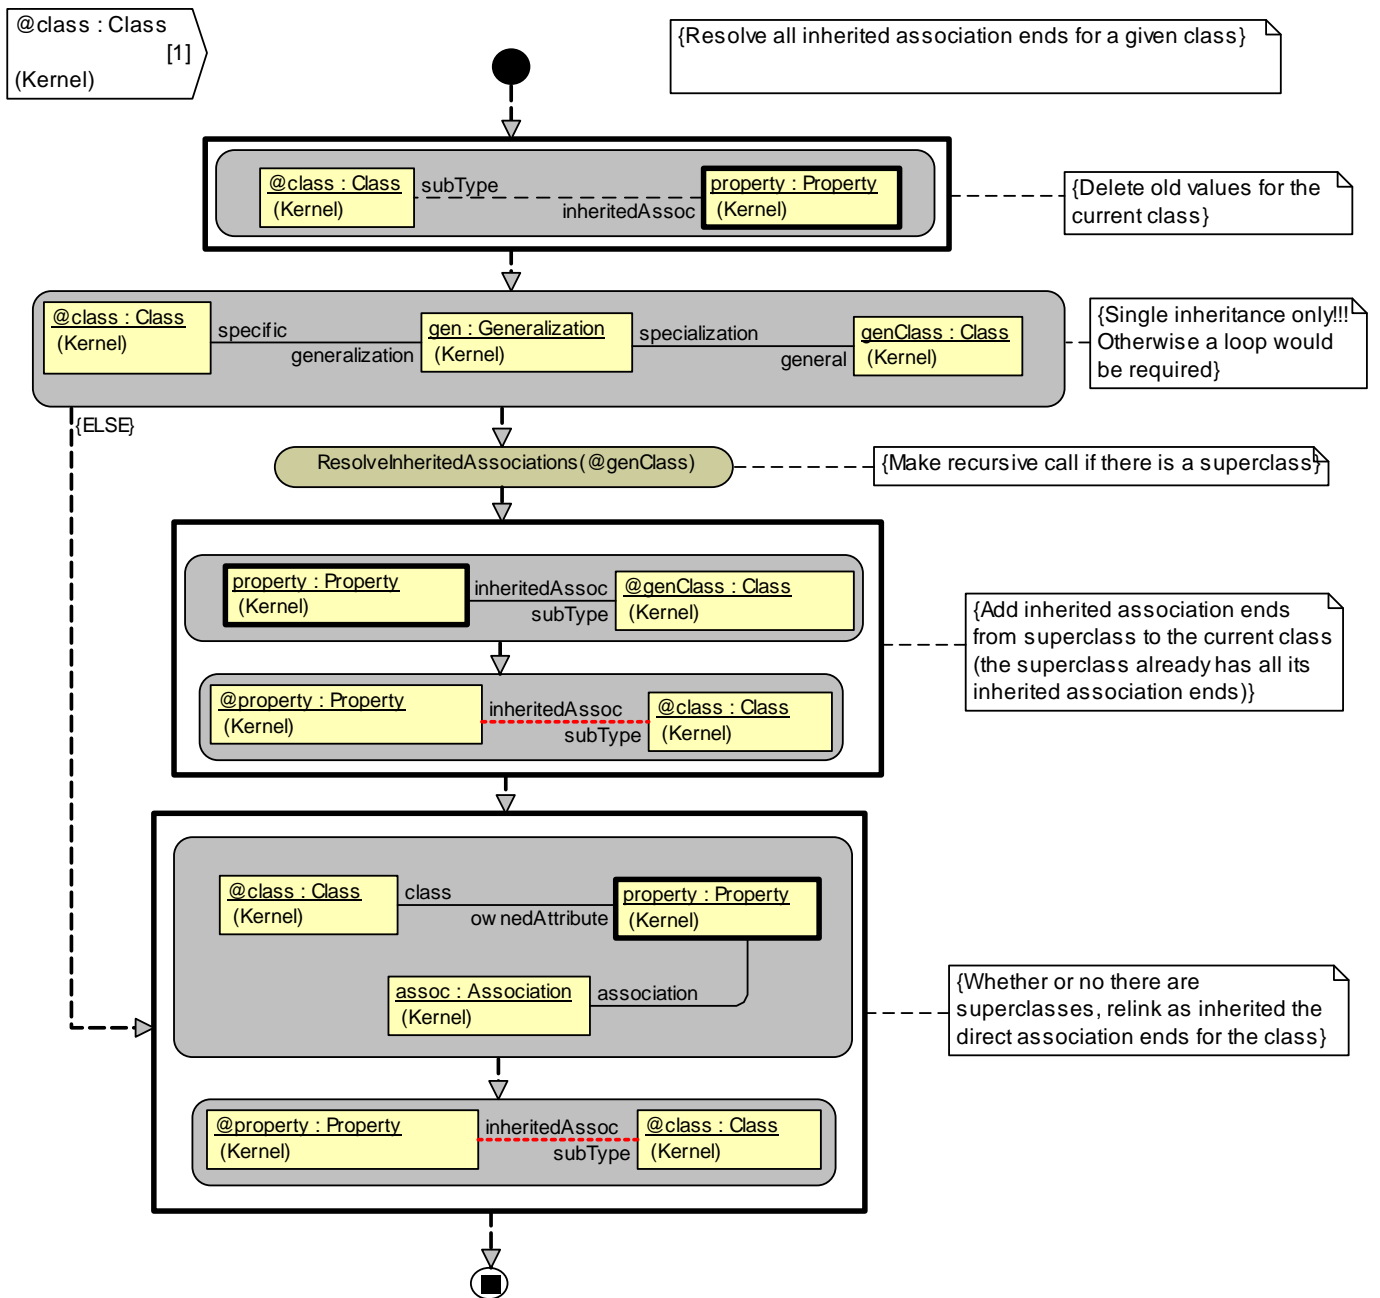 @class : Class
[1]
(Kernel)
{Resolve all inherited association ends for a given class}
@class : Class
(Kernel)
subType
inheritedAssoc
property : Property
(Kernel)
{Delete old values for the
current class}
@class : Class
(Kernel)
specific
generalization
gen : Generalization
(Kernel)
specialization
general
genClass : Class
(Kernel)
{Single inheritance only!!!
Otherwise a loop would
be required}
{ELSE}
ResolveInheritedAssociations(@genClass)
{Make recursive call if there is a superclass}
property : Property
(Kernel)
inheritedAssoc
subType
@genClass : Class
(Kernel)
{Add inherited association ends
from superclass to the current class
(the superclass already has all its
inherited association ends)}
@property : Property
(Kernel)
inheritedAssoc
subType
@class : Class
(Kernel)
@class : Class
(Kernel)
class
ownedAttribute
property : Property
(Kernel)
assoc : Association
(Kernel)
association
{Whether or no there are
superclasses, relink as inherited the
direct association ends for the class}
@property : Property
(Kernel)
inheritedAssoc
subType
@class : Class
(Kernel)